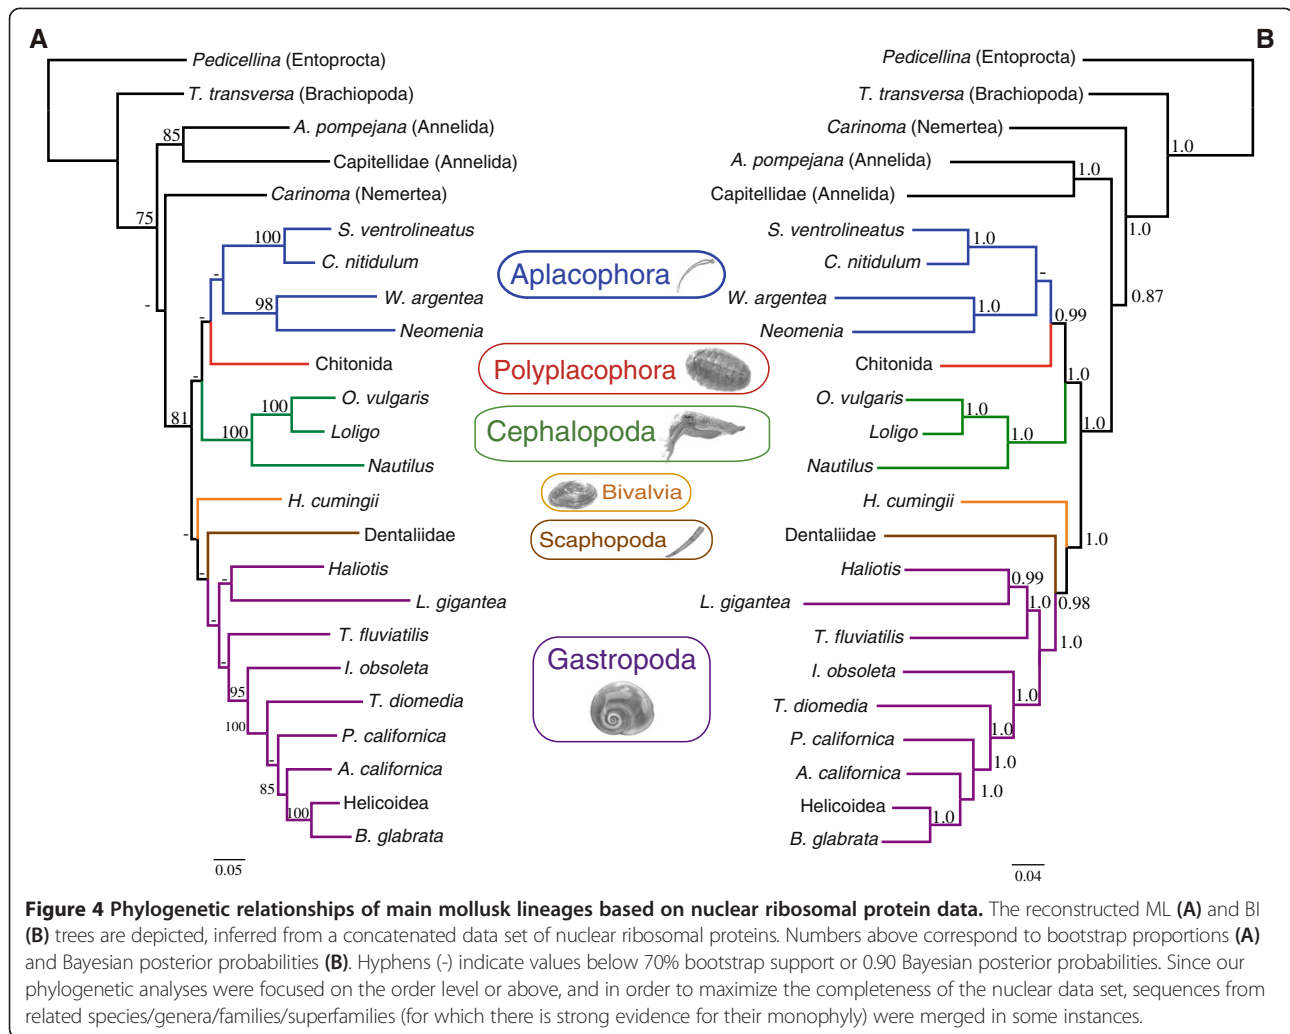 A
B
Pedicellina (Entoprocta)
T. transversa (Brachiopoda)
85
A. pompejana (Annelida)
Capitellidae (Annelida)
Carinoma (Nemertea)
75
100
S. ventrolineatus
C. nitidulum
-
98
W. argentea
Neomenia
-
-
Chitonida
-
100
O. vulgaris
Loligo
81
100
Nautilus
H. cumingii
-
Dentaliidae
-
-
Haliotis
L. gigantea
-
T. fluviatilis
-
I. obsoleta
95
T. diomedia
100
P. californica
-
A. californica
85
Helicoidea
100
B. glabrata
0.05
Aplacophora
Polyplacophora
Cephalopoda
Bivalvia
Scaphopoda
Gastropoda
Pedicellina (Entoprocta)
T. transversa (Brachiopoda)
Carinoma (Nemertea)
1.0
A. pompejana (Annelida)
1.0
Capitellidae (Annelida)
1.0
S. ventrolineatus
1.0
C. nitidulum
-
W. argentea
0.87
1.0
0.99
Neomenia
Chitonida
1.0
O. vulgaris
1.0
Loligo
1.0
1.0
Nautilus
H. cumingii
Dentaliidae
1.0
Haliotis
0.99
L. gigantea
1.0
0.98
T. fluviatilis
1.0
I. obsoleta
1.0
T. diomedia
1.0
P. californica
1.0
A. californica
1.0
Helicoidea
1.0
B. glabrata
0.04
Figure 4 Phylogenetic relationships of main mollusk lineages based on nuclear ribosomal protein data. The reconstructed ML (A) and BI
(B) trees are depicted, inferred from a concatenated data set of nuclear ribosomal proteins. Numbers above correspond to bootstrap proportions (A)
and Bayesian posterior probabilities (B). Hyphens (-) indicate values below 70% bootstrap support or 0.90 Bayesian posterior probabilities. Since our
phylogenetic analyses were focused on the order level or above, and in order to maximize the completeness of the nuclear data set, sequences from
related species/genera/families/superfamilies (for which there is strong evidence for their monophyly) were merged in some instances.